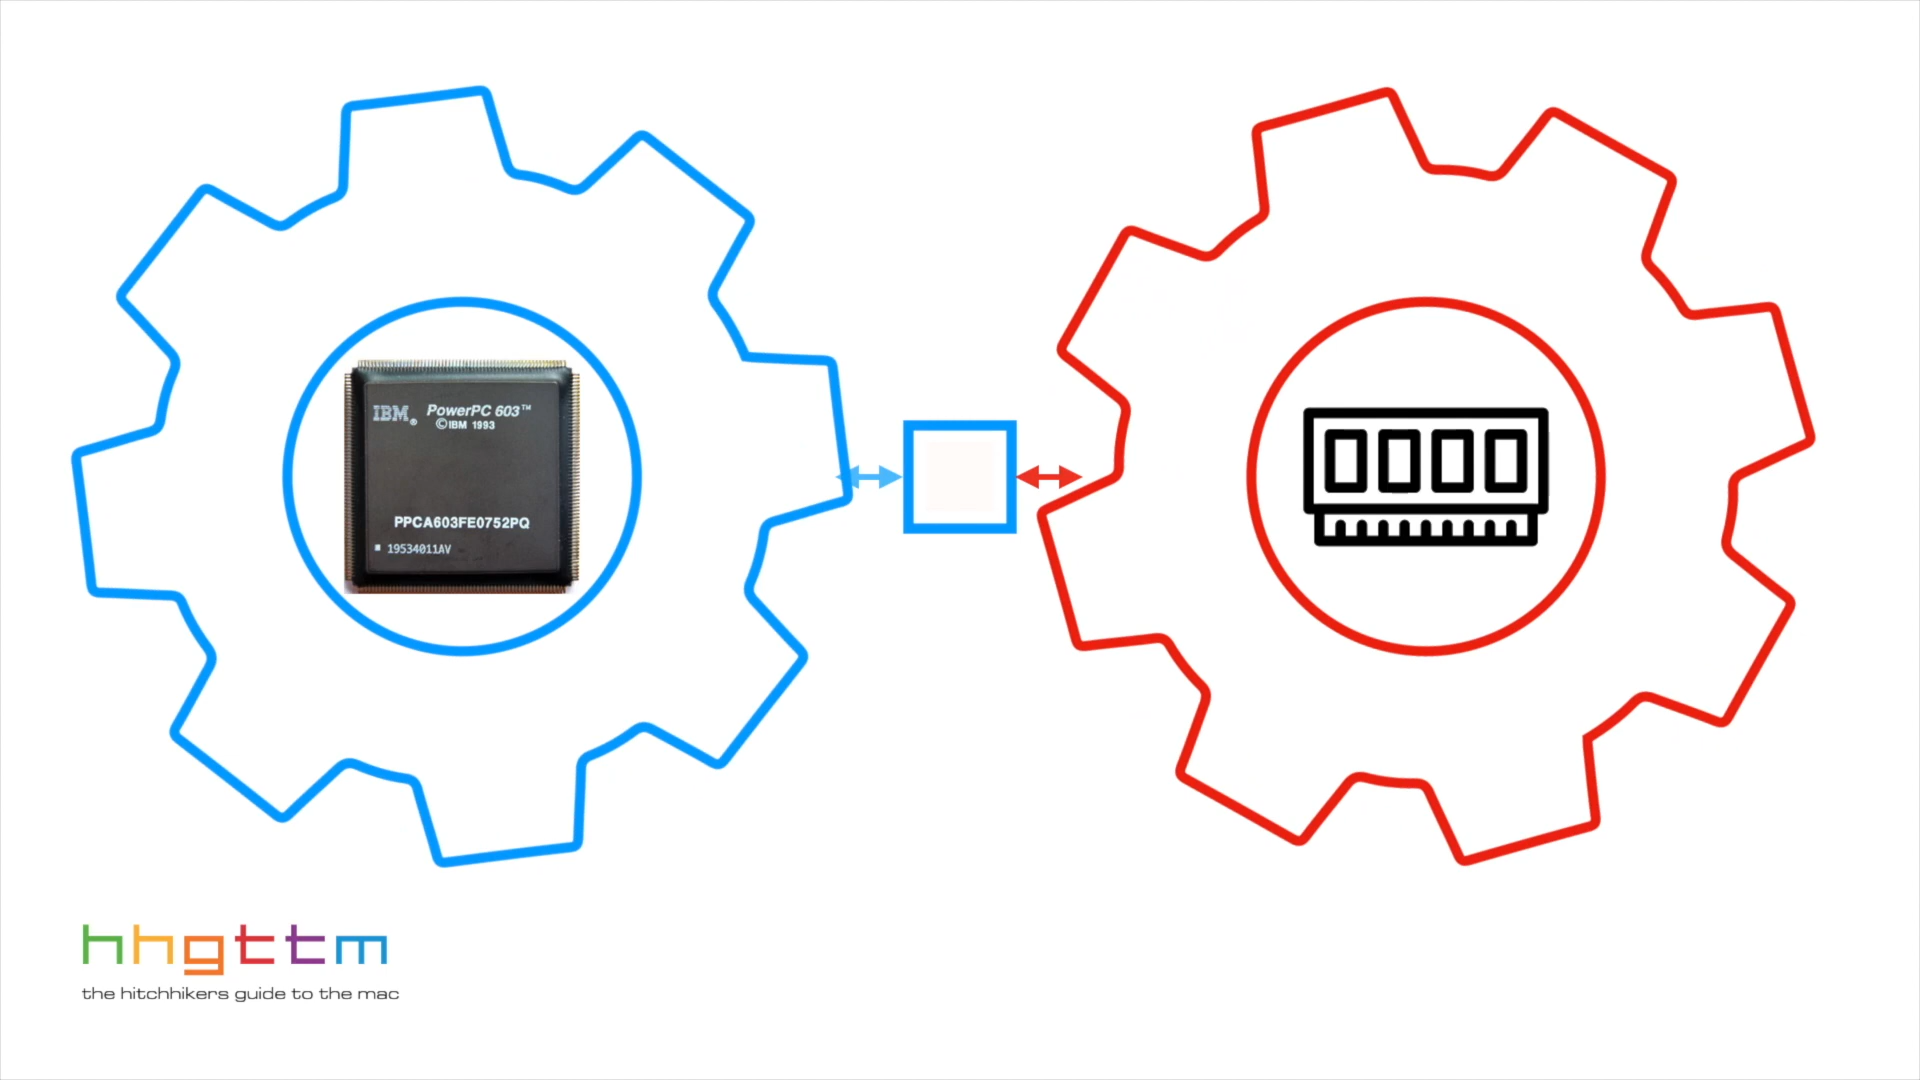 IBM® PowerPC 603™
©IBM 1993
PPCA603FE0752PQ
19534011AV
hhgttm
the hitchhikers guide to the mac